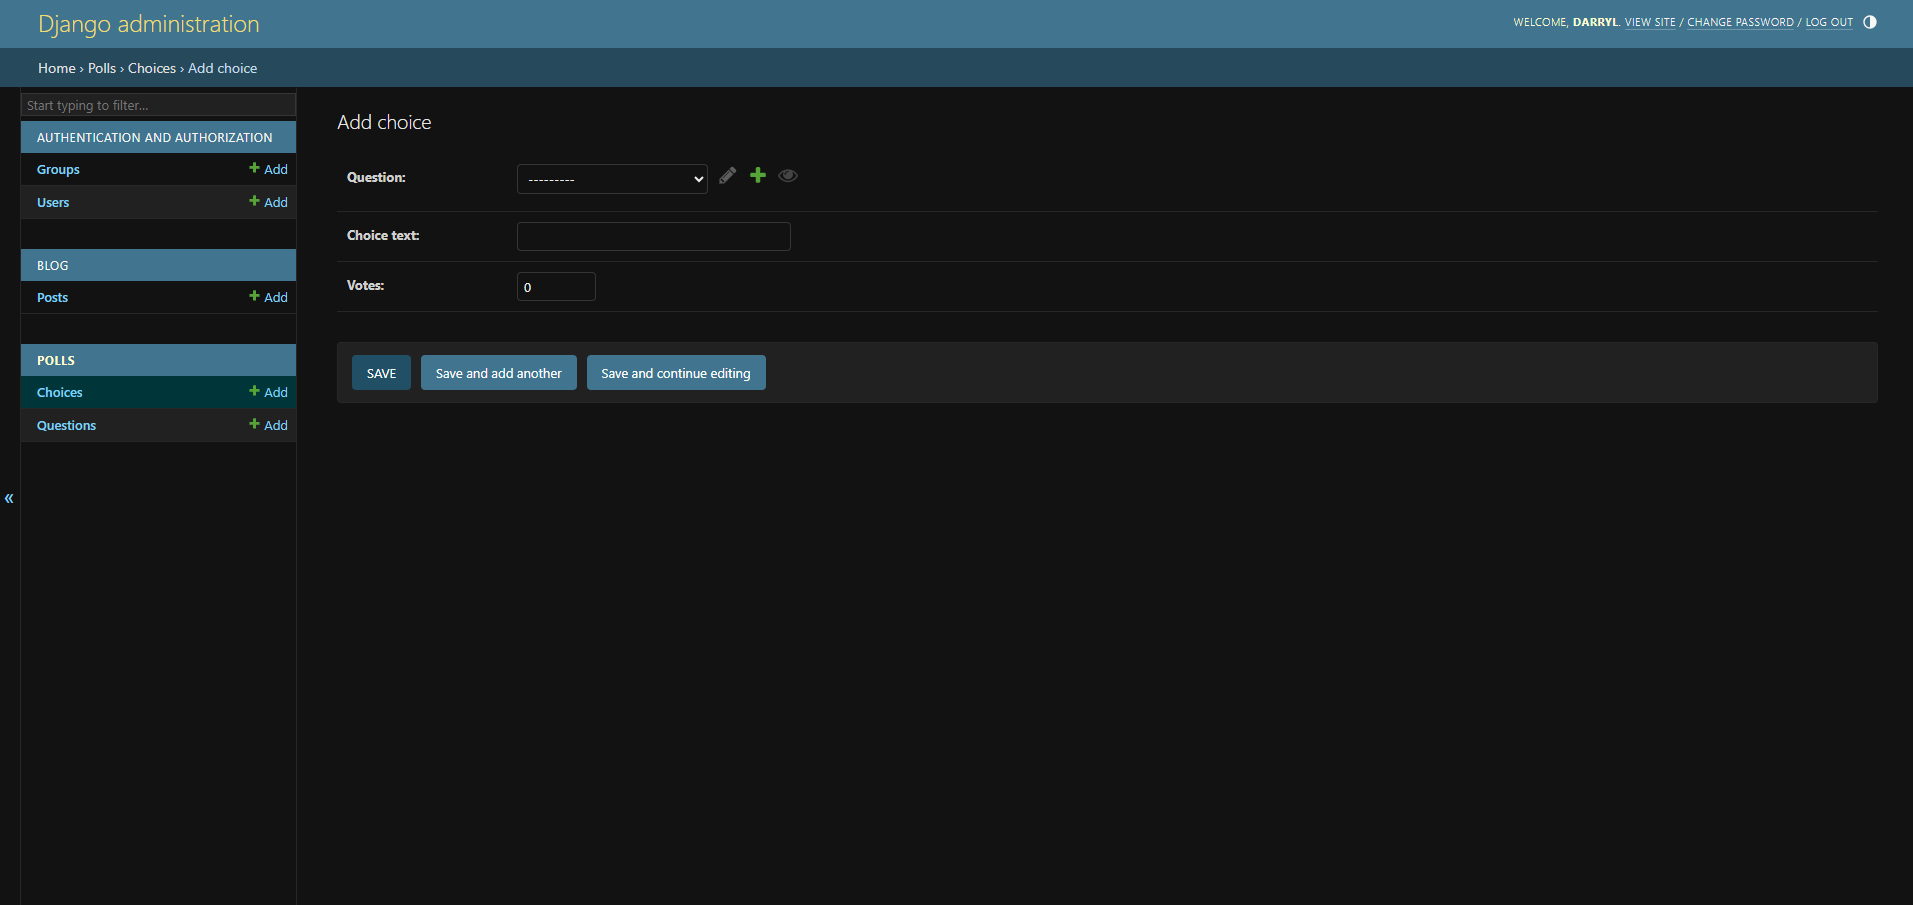 Django administration
WELCOME, DARRYL. VIEW SITE / CHANGE PASSWORD / LOG OUT
Home › Polls › Choices › Add choice
Start typing to filter...
AUTHENTICATION AND AUTHORIZATION
Groups Add
Users Add
BLOG
Posts Add
POLLS
Choices Add
Questions Add
«
Add choice
Question: ---------
Choice text:
Votes: 0
SAVE Save and add another Save and continue editing